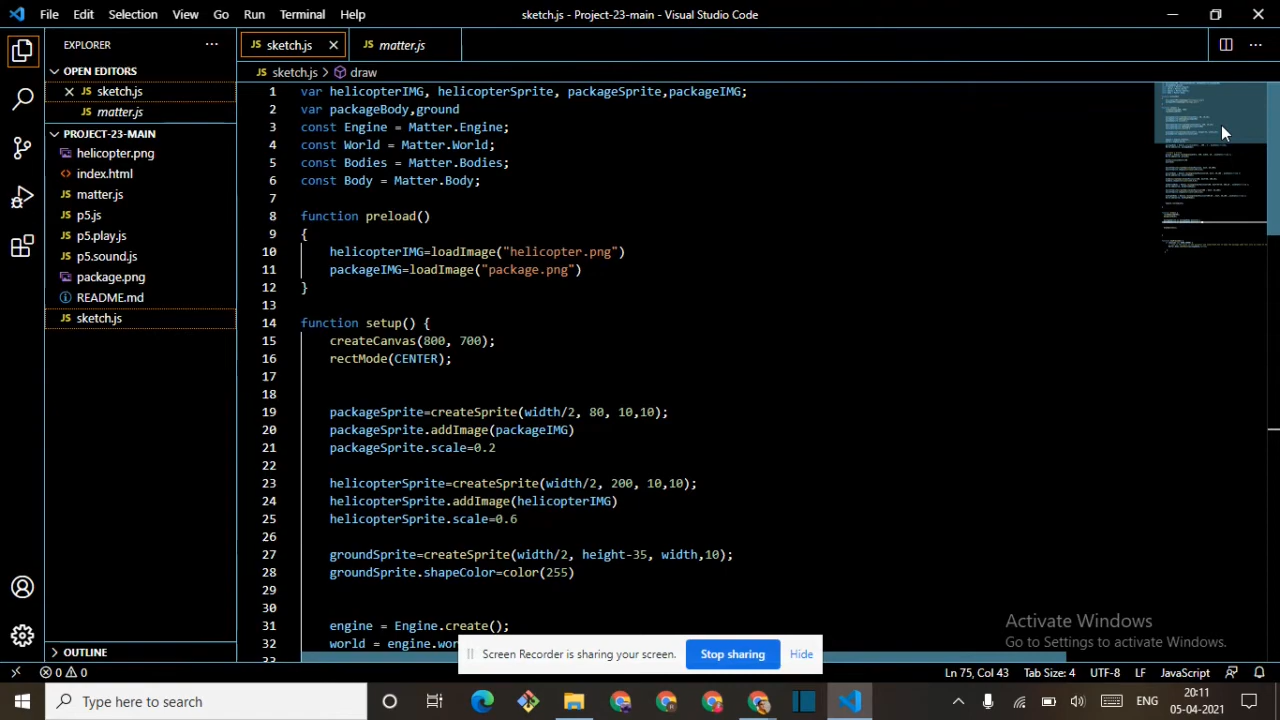 File Edit Selection View Go Run Terminal Help
sketch.js - Project-23-main - Visual Studio Code
EXPLORER
OPEN EDITORS
JS sketch.js
JS matter.js
PROJECT-23-MAIN
helicopter.png
<> index.html
JS matter.js
JS p5.js
JS p5.play.js
JS p5.sound.js
package.png
README.md
JS sketch.js
OUTLINE
JS sketch.js
JS matter.js
JS sketch.js > draw
1 var helicopterIMG, helicopterSprite, packageSprite,packageIMG;
2 var packageBody,ground
3 const Engine = Matter.Engine;
4 const World = Matter.World;
5 const Bodies = Matter.Bodies;
6 const Body = Matter.Body;
7
8 function preload()
9 {
10 helicopterIMG=loadImage("helicopter.png")
11 packageIMG=loadImage("package.png")
12 }
13
14 function setup() {
15 createCanvas(800, 700);
16 rectMode(CENTER);
17
18
19 packageSprite=createSprite(width/2, 80, 10,10);
20 packageSprite.addImage(packageIMG)
21 packageSprite.scale=0.2
22
23 helicopterSprite=createSprite(width/2, 200, 10,10);
24 helicopterSprite.addImage(helicopterIMG)
25 helicopterSprite.scale=0.6
26
27 groundSprite=createSprite(width/2, height-35, width,10);
28 groundSprite.shapeColor=color(255)
29
30
31 engine = Engine.create();
32 world = engine.wor
33
Activate Windows
Go to Settings to activate Windows.
Screen Recorder is sharing your screen. Stop sharing Hide
0 0
Ln 75, Col 43 Tab Size: 4 UTF-8 LF JavaScript
Type here to search
ENG
20:11
05-04-2021